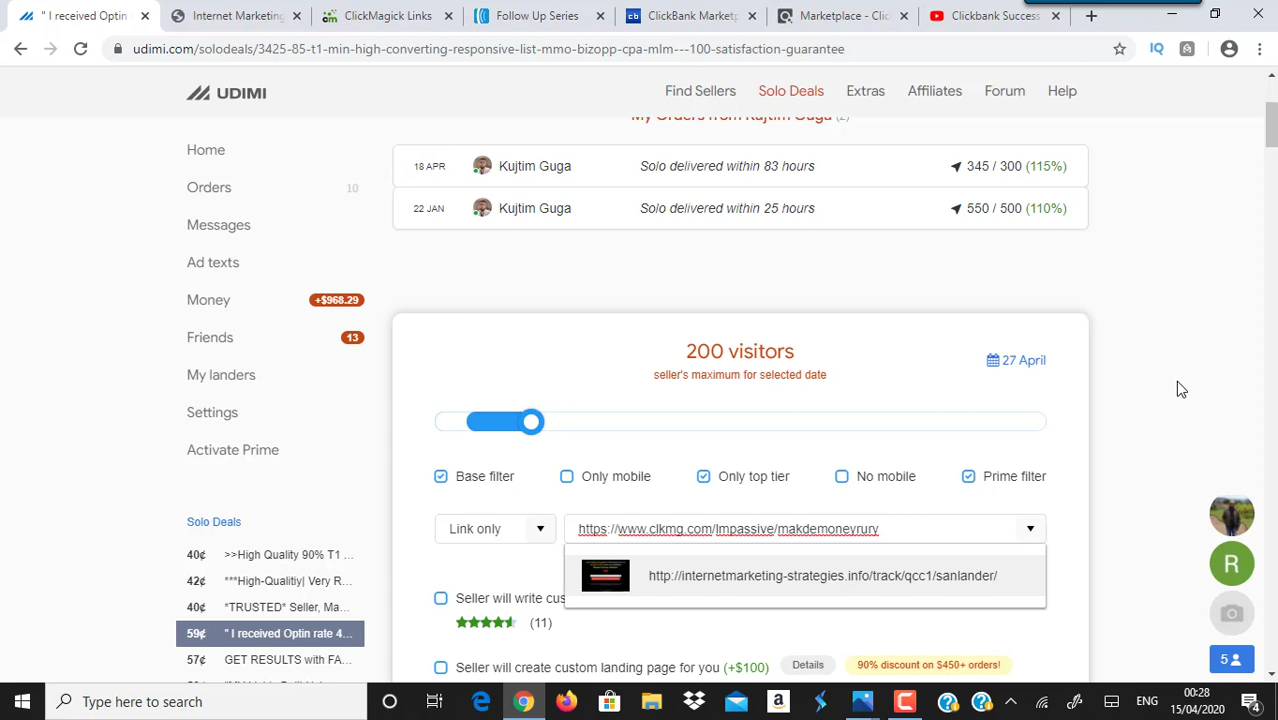 " I received Optin
Internet Marketing
ClickMagick Links
Follow Up Series
ClickBank Marketp
Marketplace - Clic
Clickbank Success
udimi.com/solodeals/3425-85-t1-min-high-converting-responsive-list-mmo-bizopp-cpa-mlm---100-satisfaction-guarantee
UDIMI
Find Sellers Solo Deals Extras Affiliates Forum Help
My Orders from Kujtim Guga (2)
Home
Orders 10
Messages
Ad texts
Money +$968.29
Friends 13
My landers
Settings
Activate Prime
18 APR Kujtim Guga Solo delivered within 83 hours 345 / 300 (115%)
22 JAN Kujtim Guga Solo delivered within 25 hours 550 / 500 (110%)
200 visitors
seller's maximum for selected date
27 April
Base filter Only mobile Only top tier No mobile Prime filter
Link only https://www.clkmg.com/Impassive/makdemoneyrury
http://internetmarketing-strategies.info/track/qcc1/sanlander/
Seller will write cus
(11)
Seller will create custom landing page for you (+$100) Details 90% discount on $450+ orders!
Solo Deals
40¢ >>High Quality 90% T1 ...
42¢ ***High-Qualitiy| Very R...
40¢ *TRUSTED* Seller, Ma...
59¢ " I received Optin rate 4...
57¢ GET RESULTS with FA...
IQ
R
5
Type here to search
ENG
00:28
15/04/2020
4